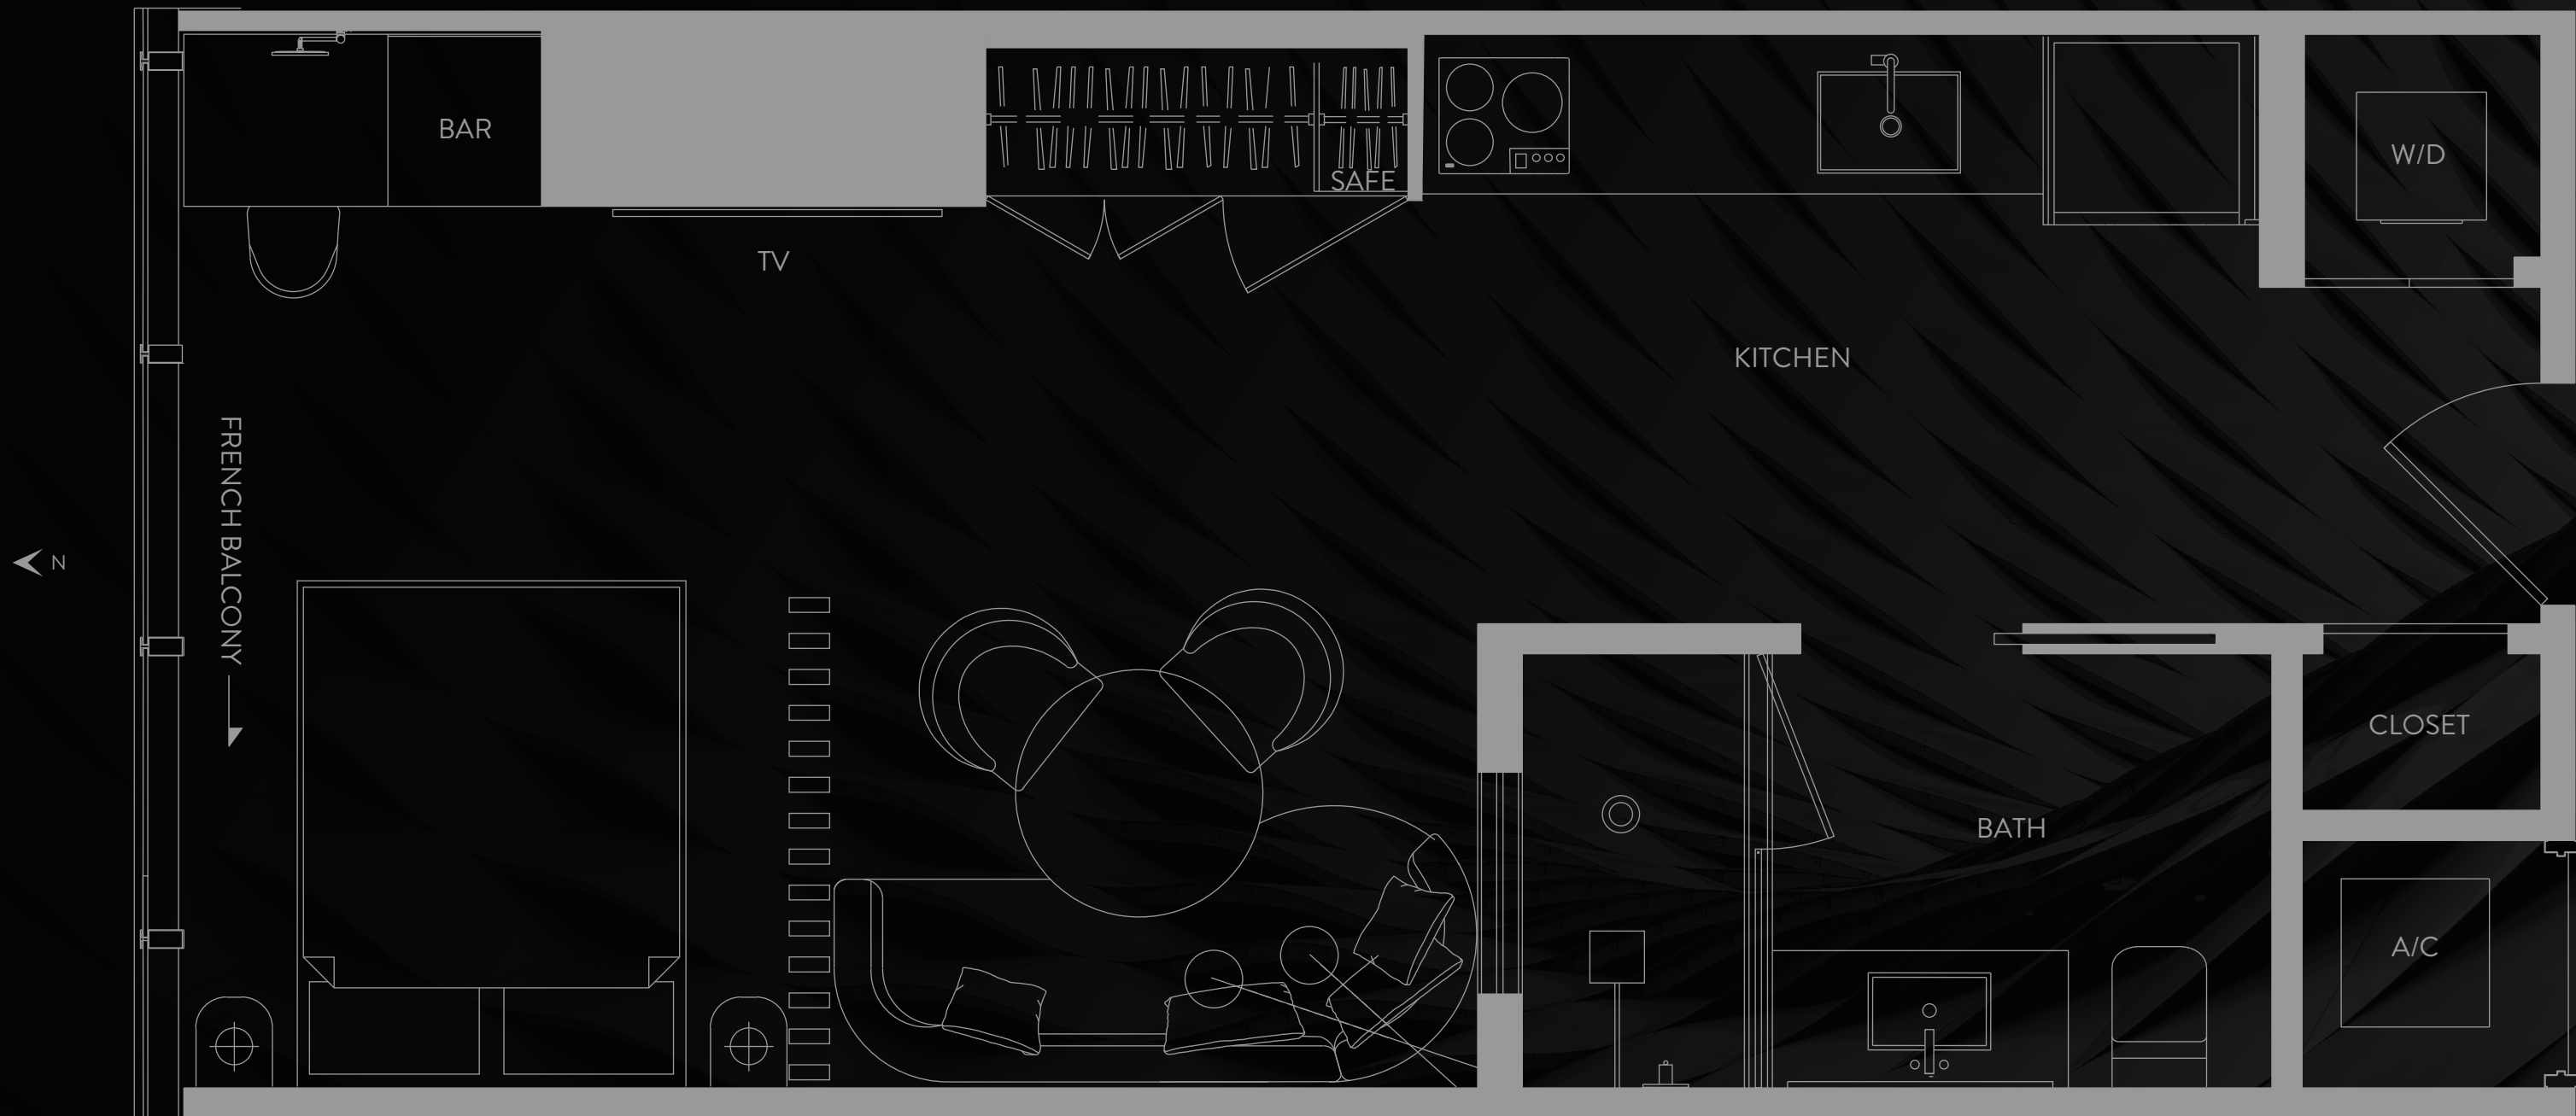 BAR
SAFE
W/D
TV
KITCHEN
FRENCH BALCONY
N
CLOSET
BATH
A/C